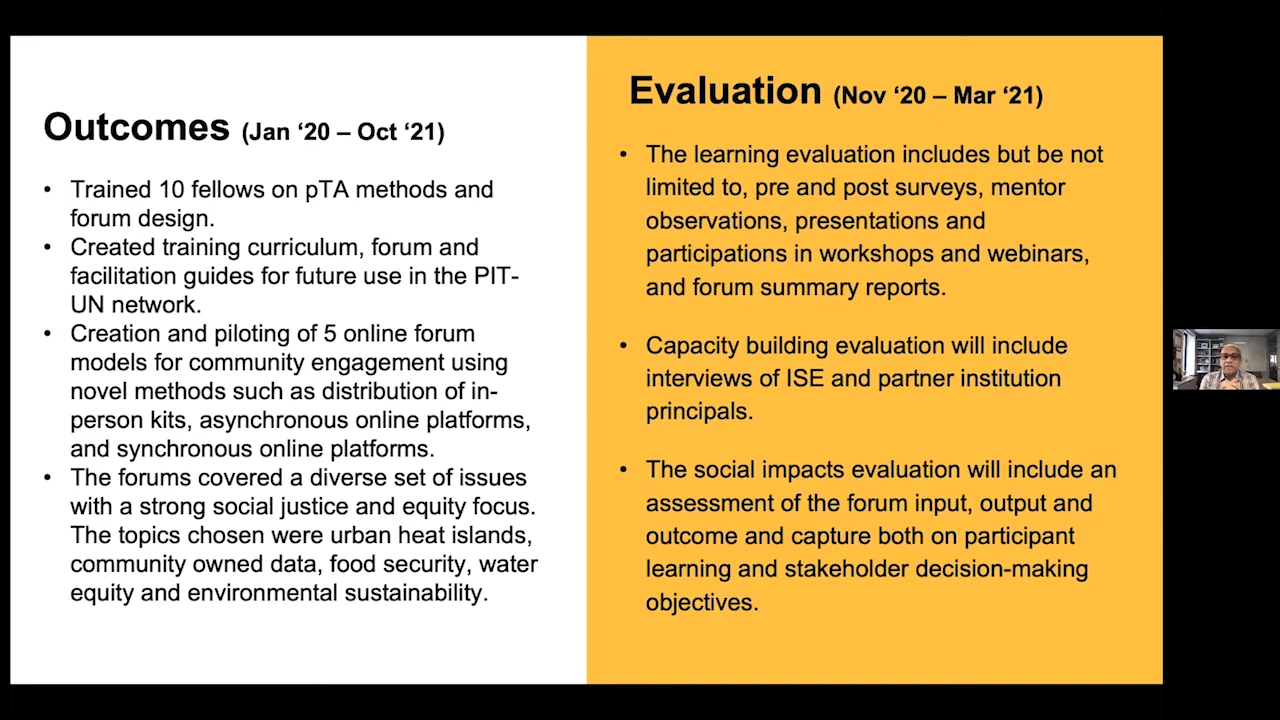 Outcomes (Jan ‘20 – Oct ‘21)
• Trained 10 fellows on pTA methods and
forum design.
• Created training curriculum, forum and
facilitation guides for future use in the PIT-
UN network.
• Creation and piloting of 5 online forum
models for community engagement using
novel methods such as distribution of in-
person kits, asynchronous online platforms,
and synchronous online platforms.
• The forums covered a diverse set of issues
with a strong social justice and equity focus.
The topics chosen were urban heat islands,
community owned data, food security, water
equity and environmental sustainability.
Evaluation (Nov ‘20 – Mar ‘21)
• The learning evaluation includes but be not
limited to, pre and post surveys, mentor
observations, presentations and
participations in workshops and webinars,
and forum summary reports.
• Capacity building evaluation will include
interviews of ISE and partner institution
principals.
• The social impacts evaluation will include an
assessment of the forum input, output and
outcome and capture both on participant
learning and stakeholder decision-making
objectives.